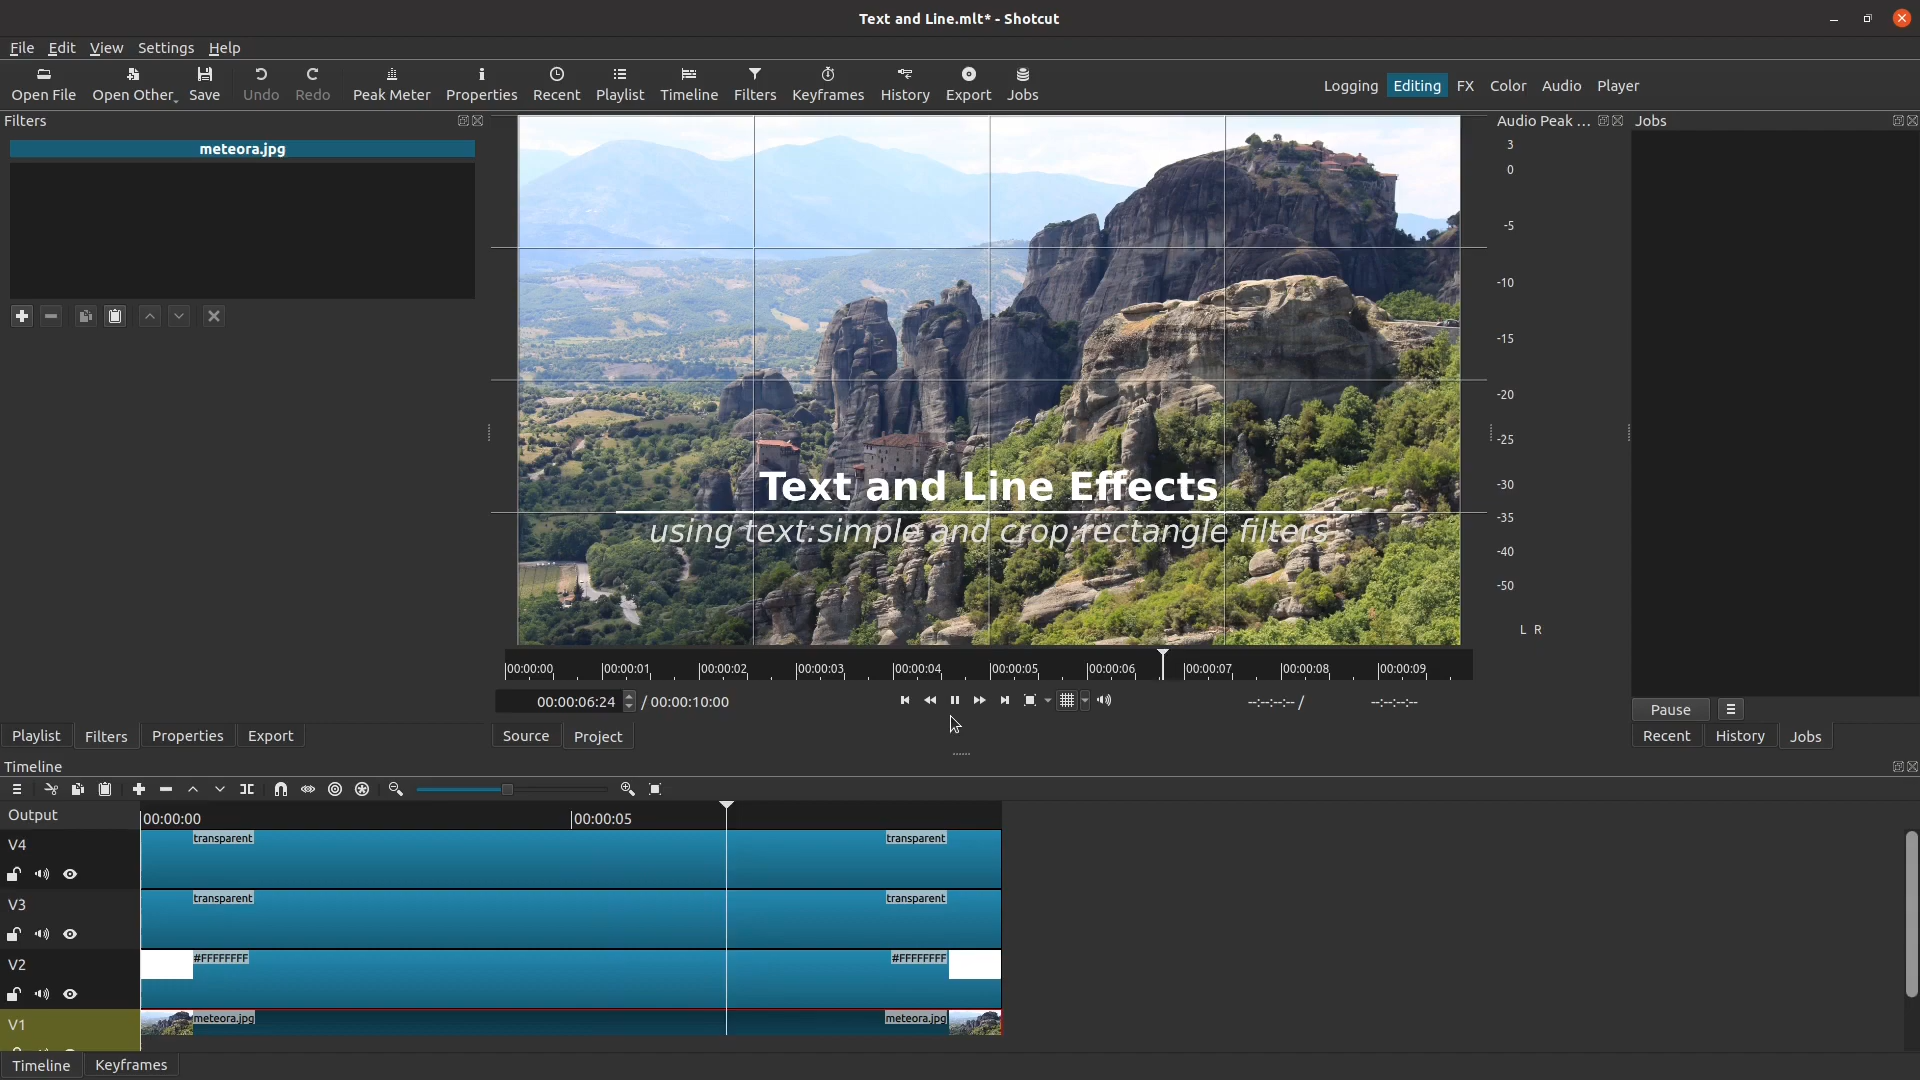 Text and Line.mlt* - Shotcut
File Edit View Settings Help
Open File Open Other Save Undo Redo Peak Meter Properties Recent Playlist Timeline Filters Keyframes History Export Jobs
Logging Editing FX Color Audio Player
Filters
meteora.jpg
Audio Peak ...
Jobs
3
0
-5
-10
-15
-20
-25
-30
-35
-40
-50
L R
Text and Line Effects
using text:simple and crop:rectangle filters
00:00:00 00:00:01 00:00:02 00:00:03 00:00:04 00:00:05 00:00:06 00:00:07 00:00:08 00:00:09
00:00:06:24 / 00:00:10:00 --:--:--:-- / --:--:--:--
Pause
Playlist Filters Properties Export
Source Project
Recent History Jobs
Timeline
Output 00:00:00 00:00:05
V4 transparent transparent
V3 transparent transparent
V2 #FFFFFFFF #FFFFFFFF
V1 meteora.jpg meteora.jpg
Timeline Keyframes